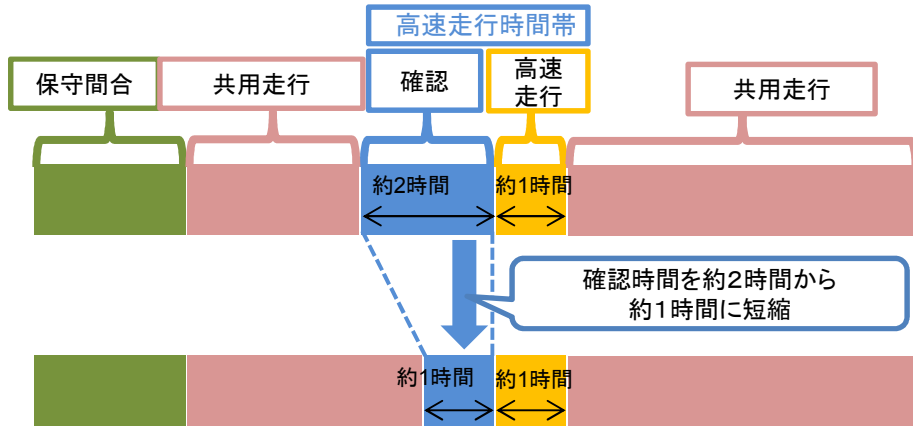 高速走行時間帯
保守間合
共用走行
確認
高速
走行
共用走行
約2時間
約1時間
確認時間を約2時間から
約1時間に短縮
約1時間
約1時間